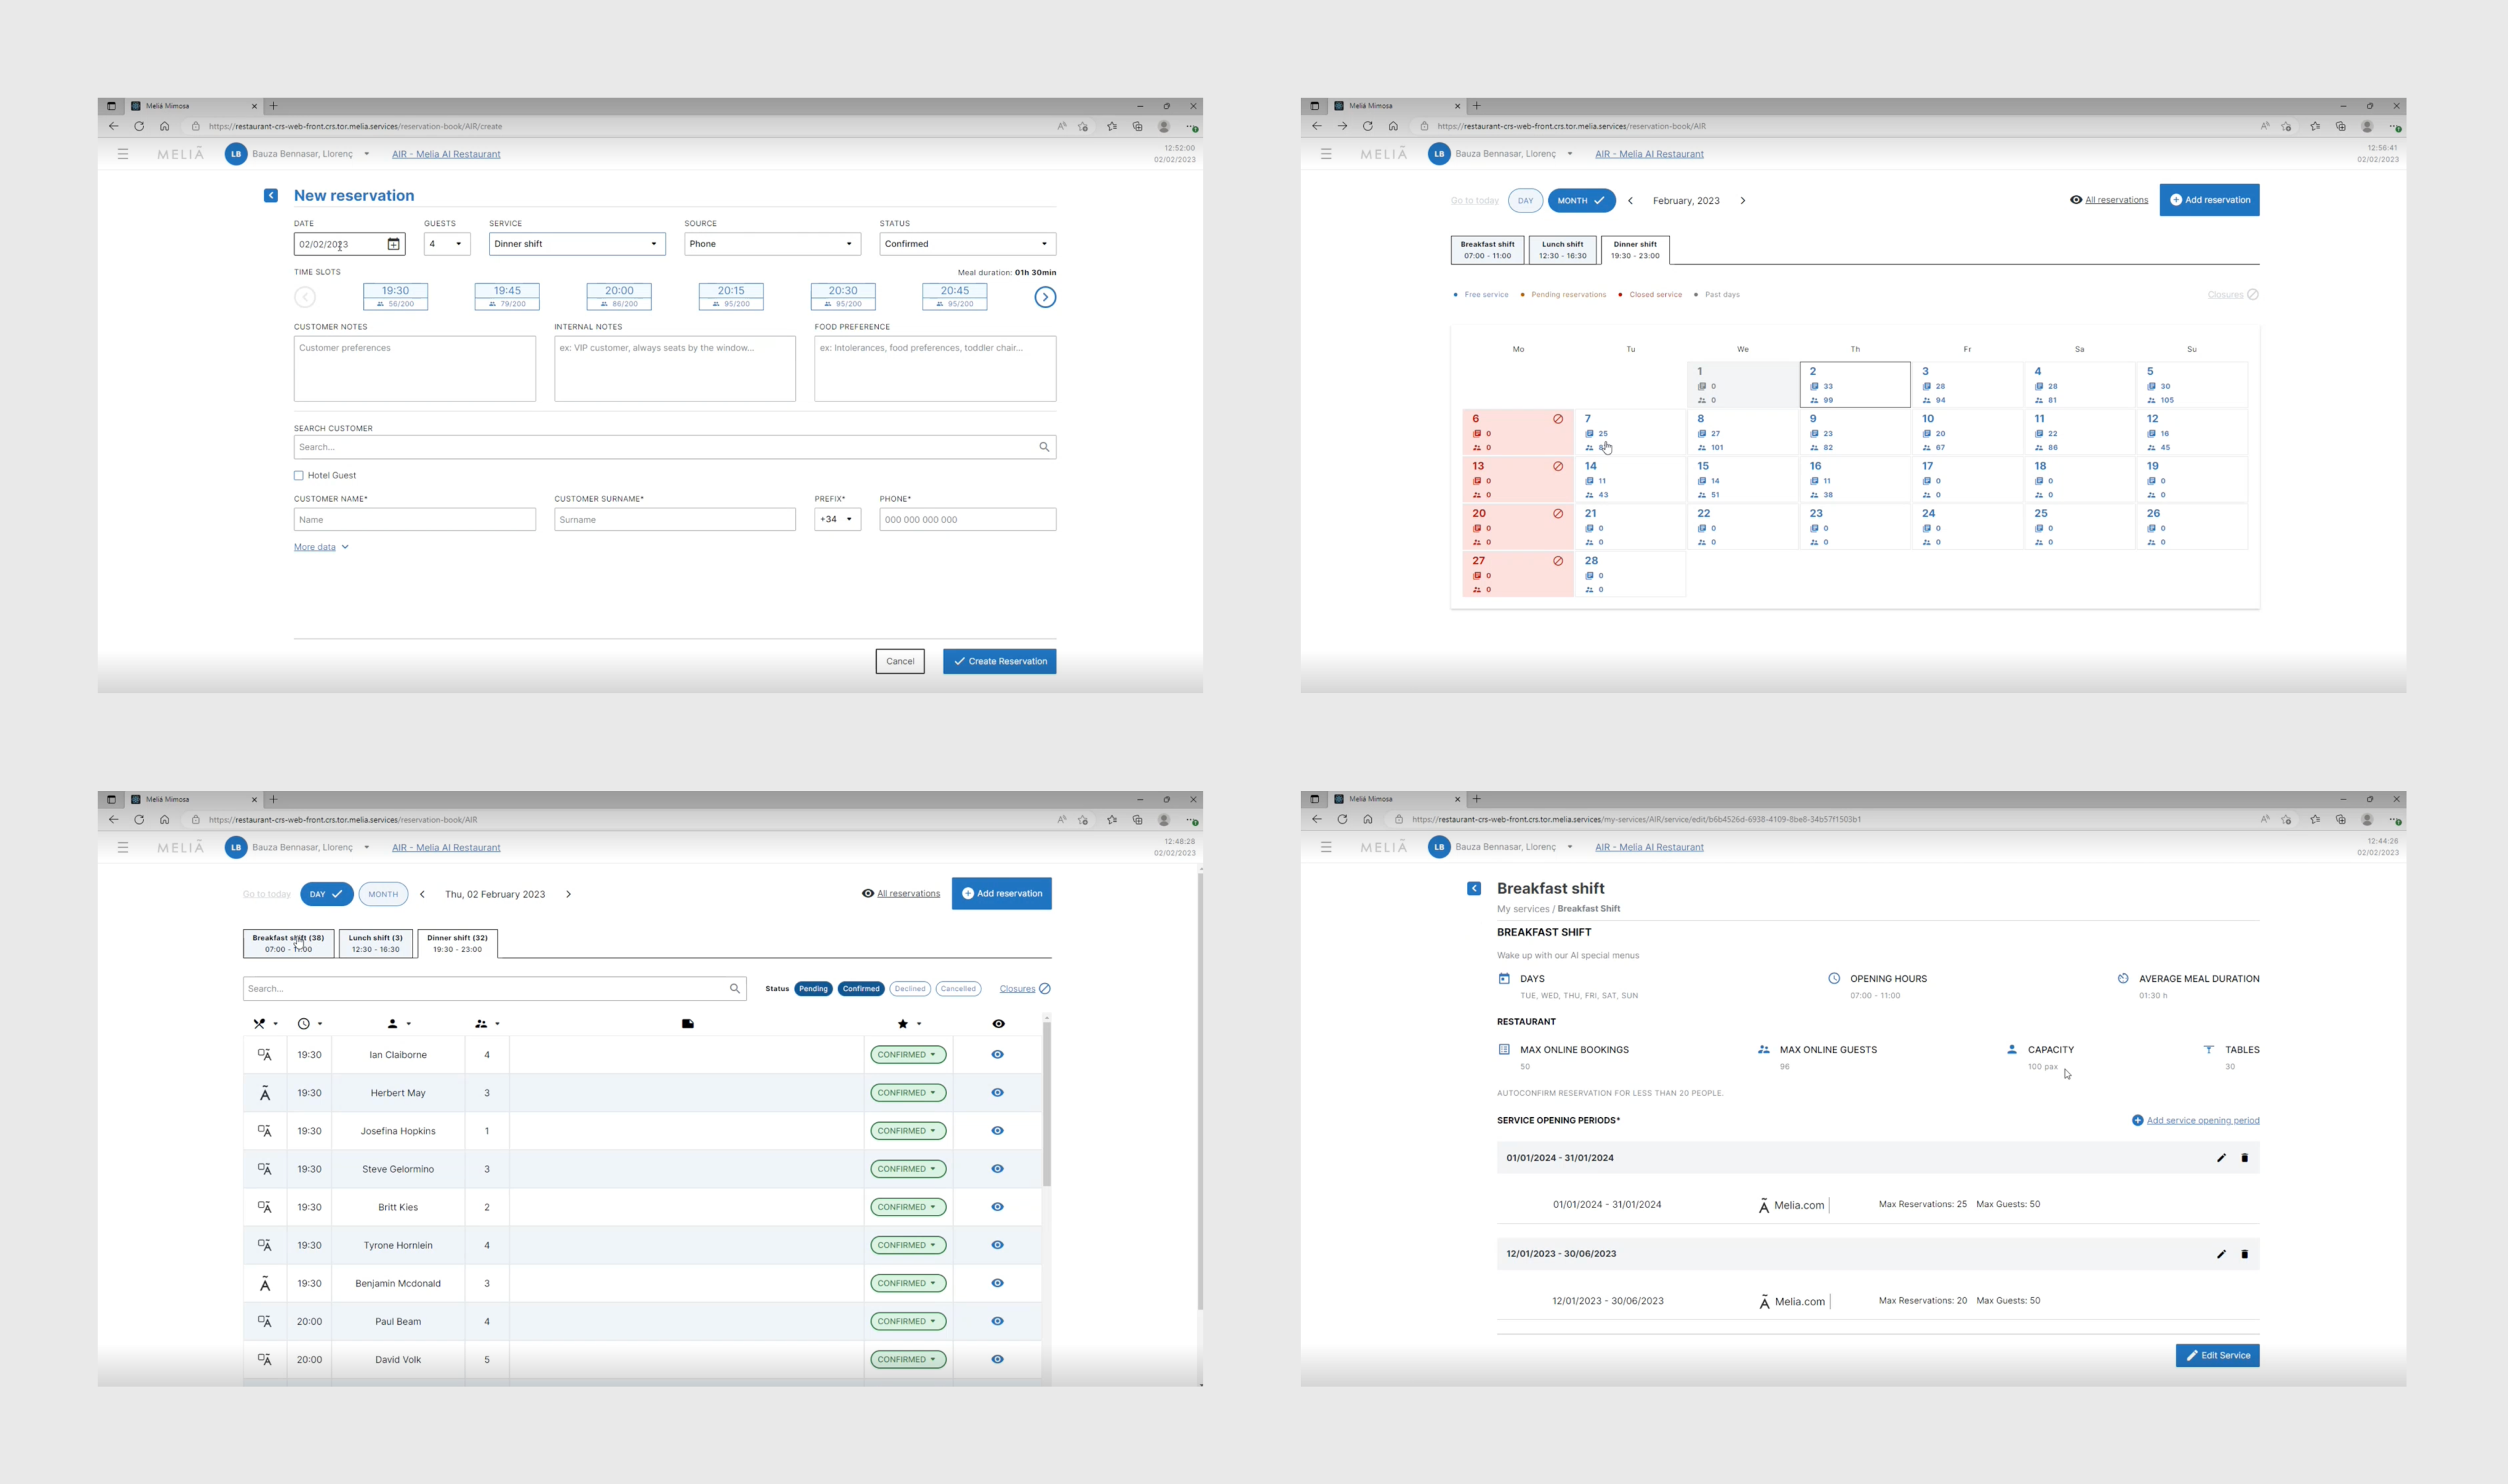 Meliá Mimosa
https://restaurant-crs-web-front.crs.tor.melia.services/reservation-book/AIR/create
MELIÃ LB Bauza Bennasar, Llorenç AIR - Melia AI Restaurant 12:52:00
02/02/2023
New reservation
DATE GUESTS SERVICE SOURCE STATUS
02/02/2023 4 Dinner shift Phone Confirmed
TIME SLOTS Meal duration: 01h 30min
19:30 19:45 20:00 20:15 20:30 20:45
56/200 79/200 86/200 95/200 95/200 95/200
CUSTOMER NOTES INTERNAL NOTES FOOD PREFERENCE
Customer preferences ex: VIP customer, always seats by the window... ex: Intolerances, food preferences, toddler chair...
SEARCH CUSTOMER
Search...
Hotel Guest
CUSTOMER NAME* CUSTOMER SURNAME* PREFIX* PHONE*
Name Surname +34 000 000 000 000
More data
Cancel Create Reservation
Meliá Mimosa
https://restaurant-crs-web-front.crs.tor.melia.services/reservation-book/AIR
MELIÃ LB Bauza Bennasar, Llorenç AIR - Melia AI Restaurant 12:56:41
02/02/2023
Go to today DAY MONTH February, 2023 All reservations Add reservation
Breakfast shift Lunch shift Dinner shift
07:00 - 11:00 12:30 - 16:30 19:30 - 23:00
Free service Pending reservations Closed service Past days Closures
Mo Tu We Th Fr Sa Su
1 2 3 4 5
0 33 28 28 30
0 99 94 81 105
6 7 8 9 10 11 12
0 25 27 23 20 22 16
0 101 82 67 86 45
13 14 15 16 17 18 19
0 11 14 11 0 0 0
0 43 51 38 0 0 0
20 21 22 23 24 25 26
0 0 0 0 0 0 0
0 0 0 0 0 0 0
27 28
0 0
0 0
Meliá Mimosa
https://restaurant-crs-web-front.crs.tor.melia.services/reservation-book/AIR
MELIÃ LB Bauza Bennasar, Llorenç AIR - Melia AI Restaurant 12:48:28
02/02/2023
Go to today DAY MONTH Thu, 02 February 2023 All reservations Add reservation
Breakfast shift (38) Lunch shift (3) Dinner shift (32)
07:00 - 11:00 12:30 - 16:30 19:30 - 23:00
Search... Status Pending Confirmed Declined Cancelled Closures
19:30 Ian Claiborne 4 CONFIRMED
19:30 Herbert May 3 CONFIRMED
19:30 Josefina Hopkins 1 CONFIRMED
19:30 Steve Gelormino 3 CONFIRMED
19:30 Britt Kies 2 CONFIRMED
19:30 Tyrone Hornlein 4 CONFIRMED
19:30 Benjamin Mcdonald 3 CONFIRMED
20:00 Paul Beam 4 CONFIRMED
20:00 David Volk 5 CONFIRMED
Meliá Mimosa
https://restaurant-crs-web-front.crs.tor.melia.services/my-services/AIR/service/edit/b6b4526d-6938-4109-8be8-34b57f1503b1
MELIÃ LB Bauza Bennasar, Llorenç AIR - Melia AI Restaurant 12:44:26
02/02/2023
Breakfast shift
My services / Breakfast Shift
BREAKFAST SHIFT
Wake up with our AI special menus
DAYS OPENING HOURS AVERAGE MEAL DURATION
TUE, WED, THU, FRI, SAT, SUN 07:00 - 11:00 01:30 h
RESTAURANT
MAX ONLINE BOOKINGS MAX ONLINE GUESTS CAPACITY TABLES
50 96 100 pax 30
AUTOCONFIRM RESERVATION FOR LESS THAN 20 PEOPLE.
SERVICE OPENING PERIODS* Add service opening period
01/01/2024 - 31/01/2024
01/01/2024 - 31/01/2024 Melia.com Max Reservations: 25 Max Guests: 50
12/01/2023 - 30/06/2023
12/01/2023 - 30/06/2023 Melia.com Max Reservations: 20 Max Guests: 50
Edit Service